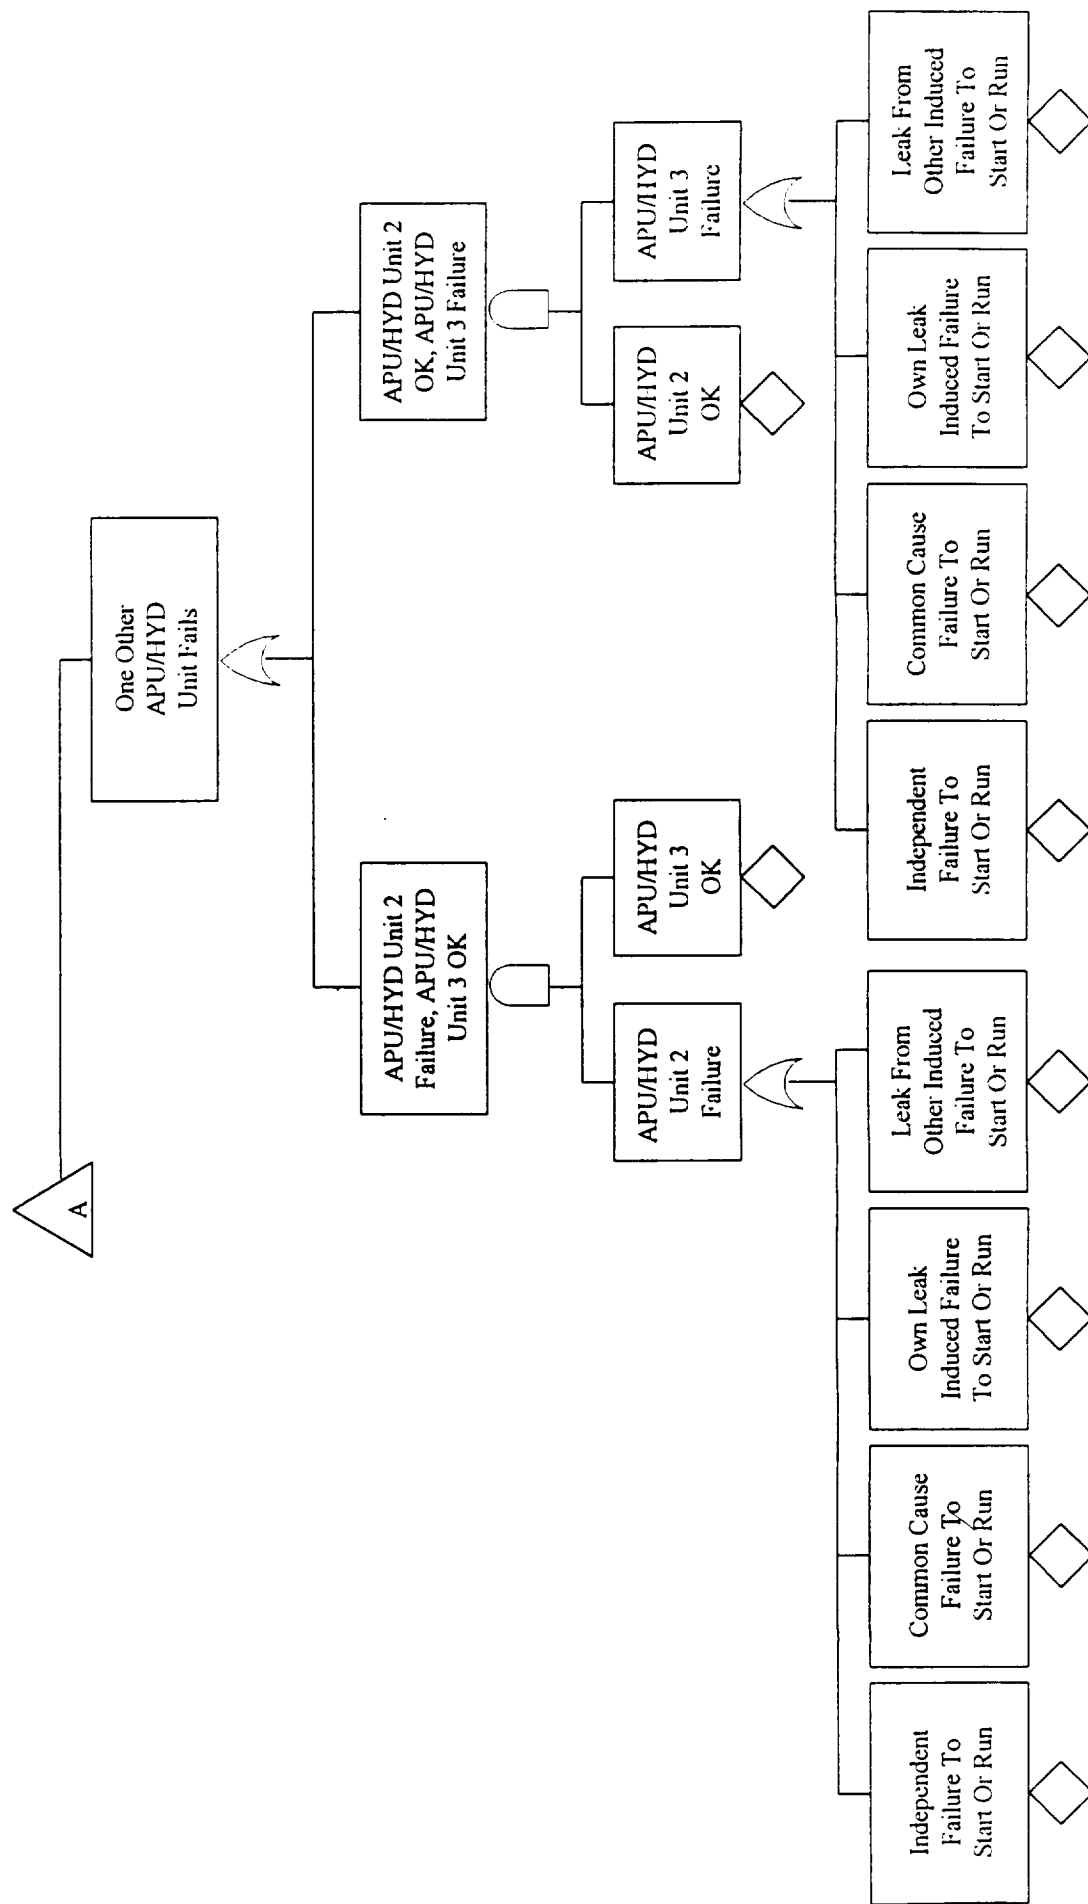 A
One Other
APU/HYD
Unit Fails
APU/HYD Unit 2
Failure, APU/HYD
Unit 3 OK
APU/HYD Unit 2
OK, APU/HYD
Unit 3 Failure
APU/HYD
Unit 2
Failure
APU/HYD
Unit 3
OK
APU/HYD
Unit 2
OK
APU/HYD
Unit 3
Failure
Independent
Failure To
Start Or Run
Common Cause
Failure To
Start Or Run
Own Leak
Induced Failure
To Start Or Run
Leak From
Other Induced
Failure To
Start Or Run
Independent
Failure To
Start Or Run
Common Cause
Failure To
Start Or Run
Own Leak
Induced Failure
To Start Or Run
Leak From
Other Induced
Failure To
Start Or Run